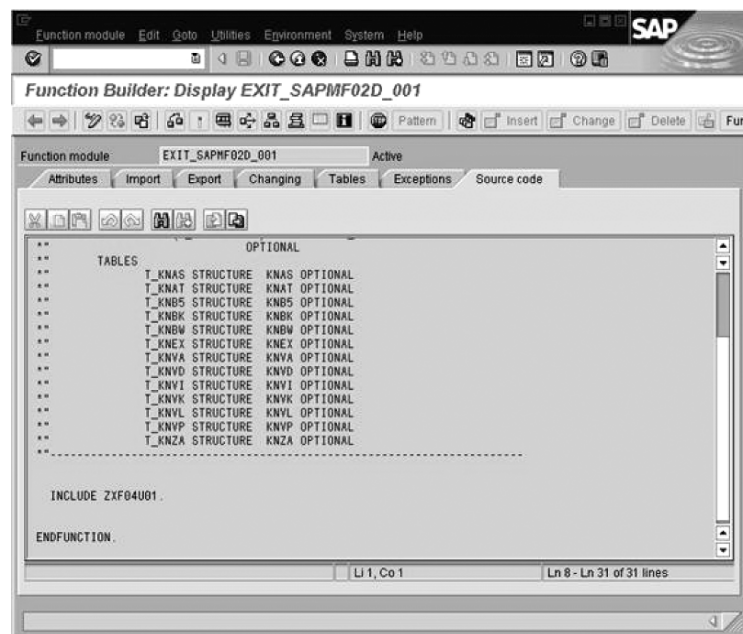 Function module Edit Goto Utilities Environment System Help
SAP
Function Builder: Display EXIT_SAPMF02D_001
Pattern Insert Change Delete Fur
Function module EXIT_SAPMF02D_001 Active
Attributes Import Export Changing Tables Exceptions Source code
*" OPTIONAL
*" TABLES
*" T_KNAS STRUCTURE KNAS OPTIONAL
*" T_KNAT STRUCTURE KNAT OPTIONAL
*" T_KNB5 STRUCTURE KNB5 OPTIONAL
*" T_KNBK STRUCTURE KNBK OPTIONAL
*" T_KNBW STRUCTURE KNBW OPTIONAL
*" T_KNEX STRUCTURE KNEX OPTIONAL
*" T_KNVA STRUCTURE KNVA OPTIONAL
*" T_KNVD STRUCTURE KNVD OPTIONAL
*" T_KNVI STRUCTURE KNVI OPTIONAL
*" T_KNVK STRUCTURE KNVK OPTIONAL
*" T_KNVL STRUCTURE KNVL OPTIONAL
*" T_KNVP STRUCTURE KNVP OPTIONAL
*" T_KNZA STRUCTURE KNZA OPTIONAL
*"----------------------------------------------------------------------
INCLUDE ZXF04U01.
ENDFUNCTION.
Li 1, Co 1 Ln 8 - Ln 31 of 31 lines